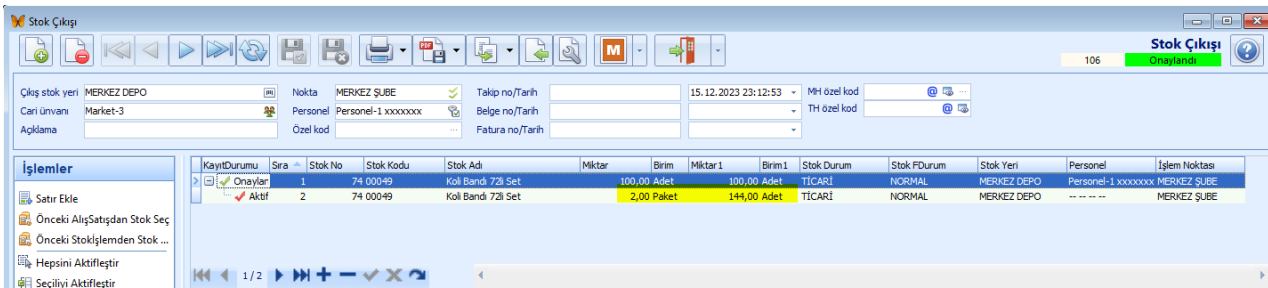 Stok Çıkışı
PDF
M
Stok Çıkışı
106 Onaylandı
Çıkış stok yeri MERKEZ DEPO Nokta MERKEZ ŞUBE Takip no/Tarih 15.12.2023 23:12:53 MH özel kod
Cari ünvanı Market-3 Personel Personel-1 xxxxxxx Belge no/Tarih TH özel kod
Açıklama Özel kod Fatura no/Tarih
İşlemler
KayıtDurumu Sıra Stok No Stok Kodu Stok Adı Miktar Birim Miktar1 Birim1 Stok Durum Stok FDurum Stok Yeri Personel İşlem Noktası
Onaylar 1 74 00049 Koli Bandı 72li Set 100,00 Adet 100,00 Adet TİCARİ NORMAL MERKEZ DEPO Personel-1 xxxxxxx MERKEZ ŞUBE
Aktif 2 74 00049 Koli Bandı 72li Set 2,00 Paket 144,00 Adet TİCARİ NORMAL MERKEZ DEPO -- -- -- -- MERKEZ ŞUBE
Satır Ekle
Önceki AlışSatışdan Stok Seç
Önceki Stokİşlemden Stok ...
Hepsini Aktifleştir
Seçiliyi Aktifleştir
1/2